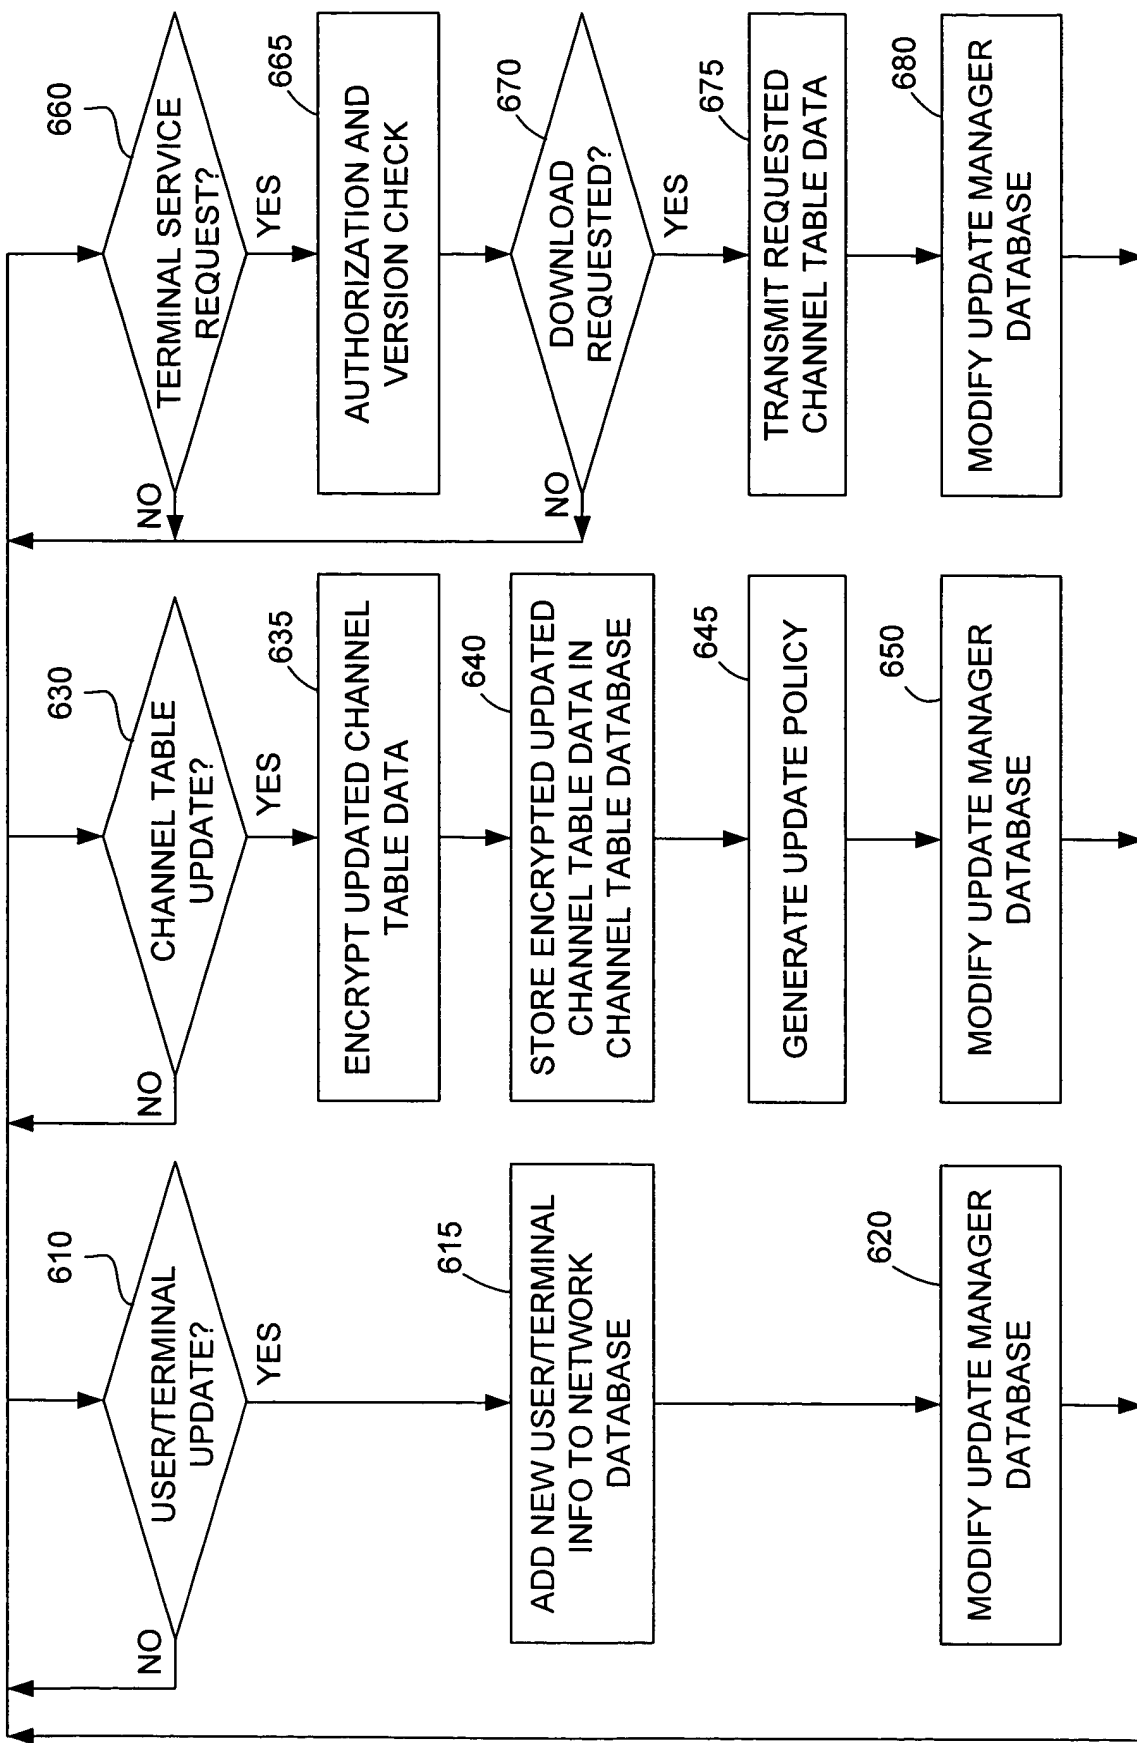 610
USER/TERMINAL
UPDATE?
NO
YES
615
ADD NEW USER/TERMINAL
INFO TO NETWORK
DATABASE
620
MODIFY UPDATE MANAGER
DATABASE
630
CHANNEL TABLE
UPDATE?
NO
YES
635
ENCRYPT UPDATED CHANNEL
TABLE DATA
640
STORE ENCRYPTED UPDATED
CHANNEL TABLE DATA IN
CHANNEL TABLE DATABASE
645
GENERATE UPDATE POLICY
650
MODIFY UPDATE MANAGER
DATABASE
660
TERMINAL SERVICE
REQUEST?
NO
YES
665
AUTHORIZATION AND
VERSION CHECK
670
DOWNLOAD
REQUESTED?
NO
YES
675
TRANSMIT REQUESTED
CHANNEL TABLE DATA
680
MODIFY UPDATE MANAGER
DATABASE